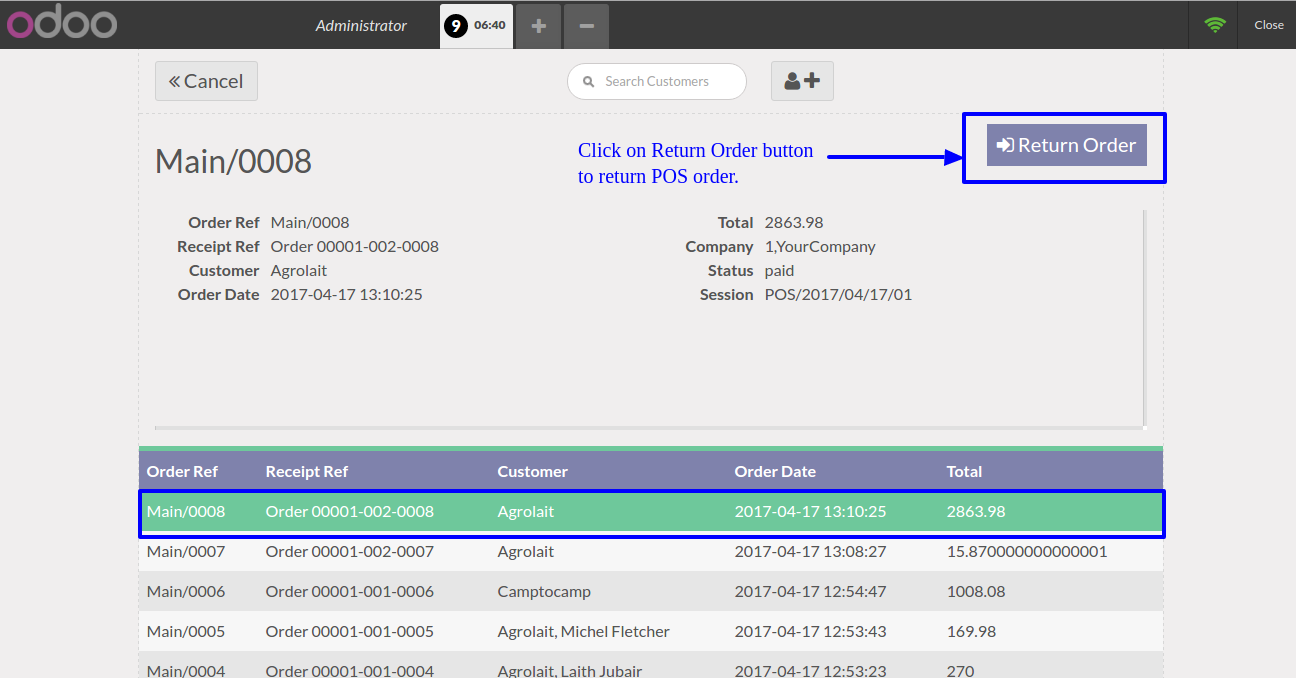 odoo
Administrator
9 06:40 + −
Close
« Cancel
Search Customers
Main/0008
Click on Return Order button
to return POS order.
Return Order
Order Ref Main/0008
Receipt Ref Order 00001-002-0008
Customer Agrolait
Order Date 2017-04-17 13:10:25
Total 2863.98
Company 1,YourCompany
Status paid
Session POS/2017/04/17/01
Order Ref Receipt Ref Customer Order Date Total
Main/0008 Order 00001-002-0008 Agrolait 2017-04-17 13:10:25 2863.98
Main/0007 Order 00001-002-0007 Agrolait 2017-04-17 13:08:27 15.870000000000001
Main/0006 Order 00001-001-0006 Camptocamp 2017-04-17 12:54:47 1008.08
Main/0005 Order 00001-001-0005 Agrolait, Michel Fletcher 2017-04-17 12:53:43 169.98
Main/0004 Order 00001-001-0004 Agrolait, Laith Jubair 2017-04-17 12:53:23 270